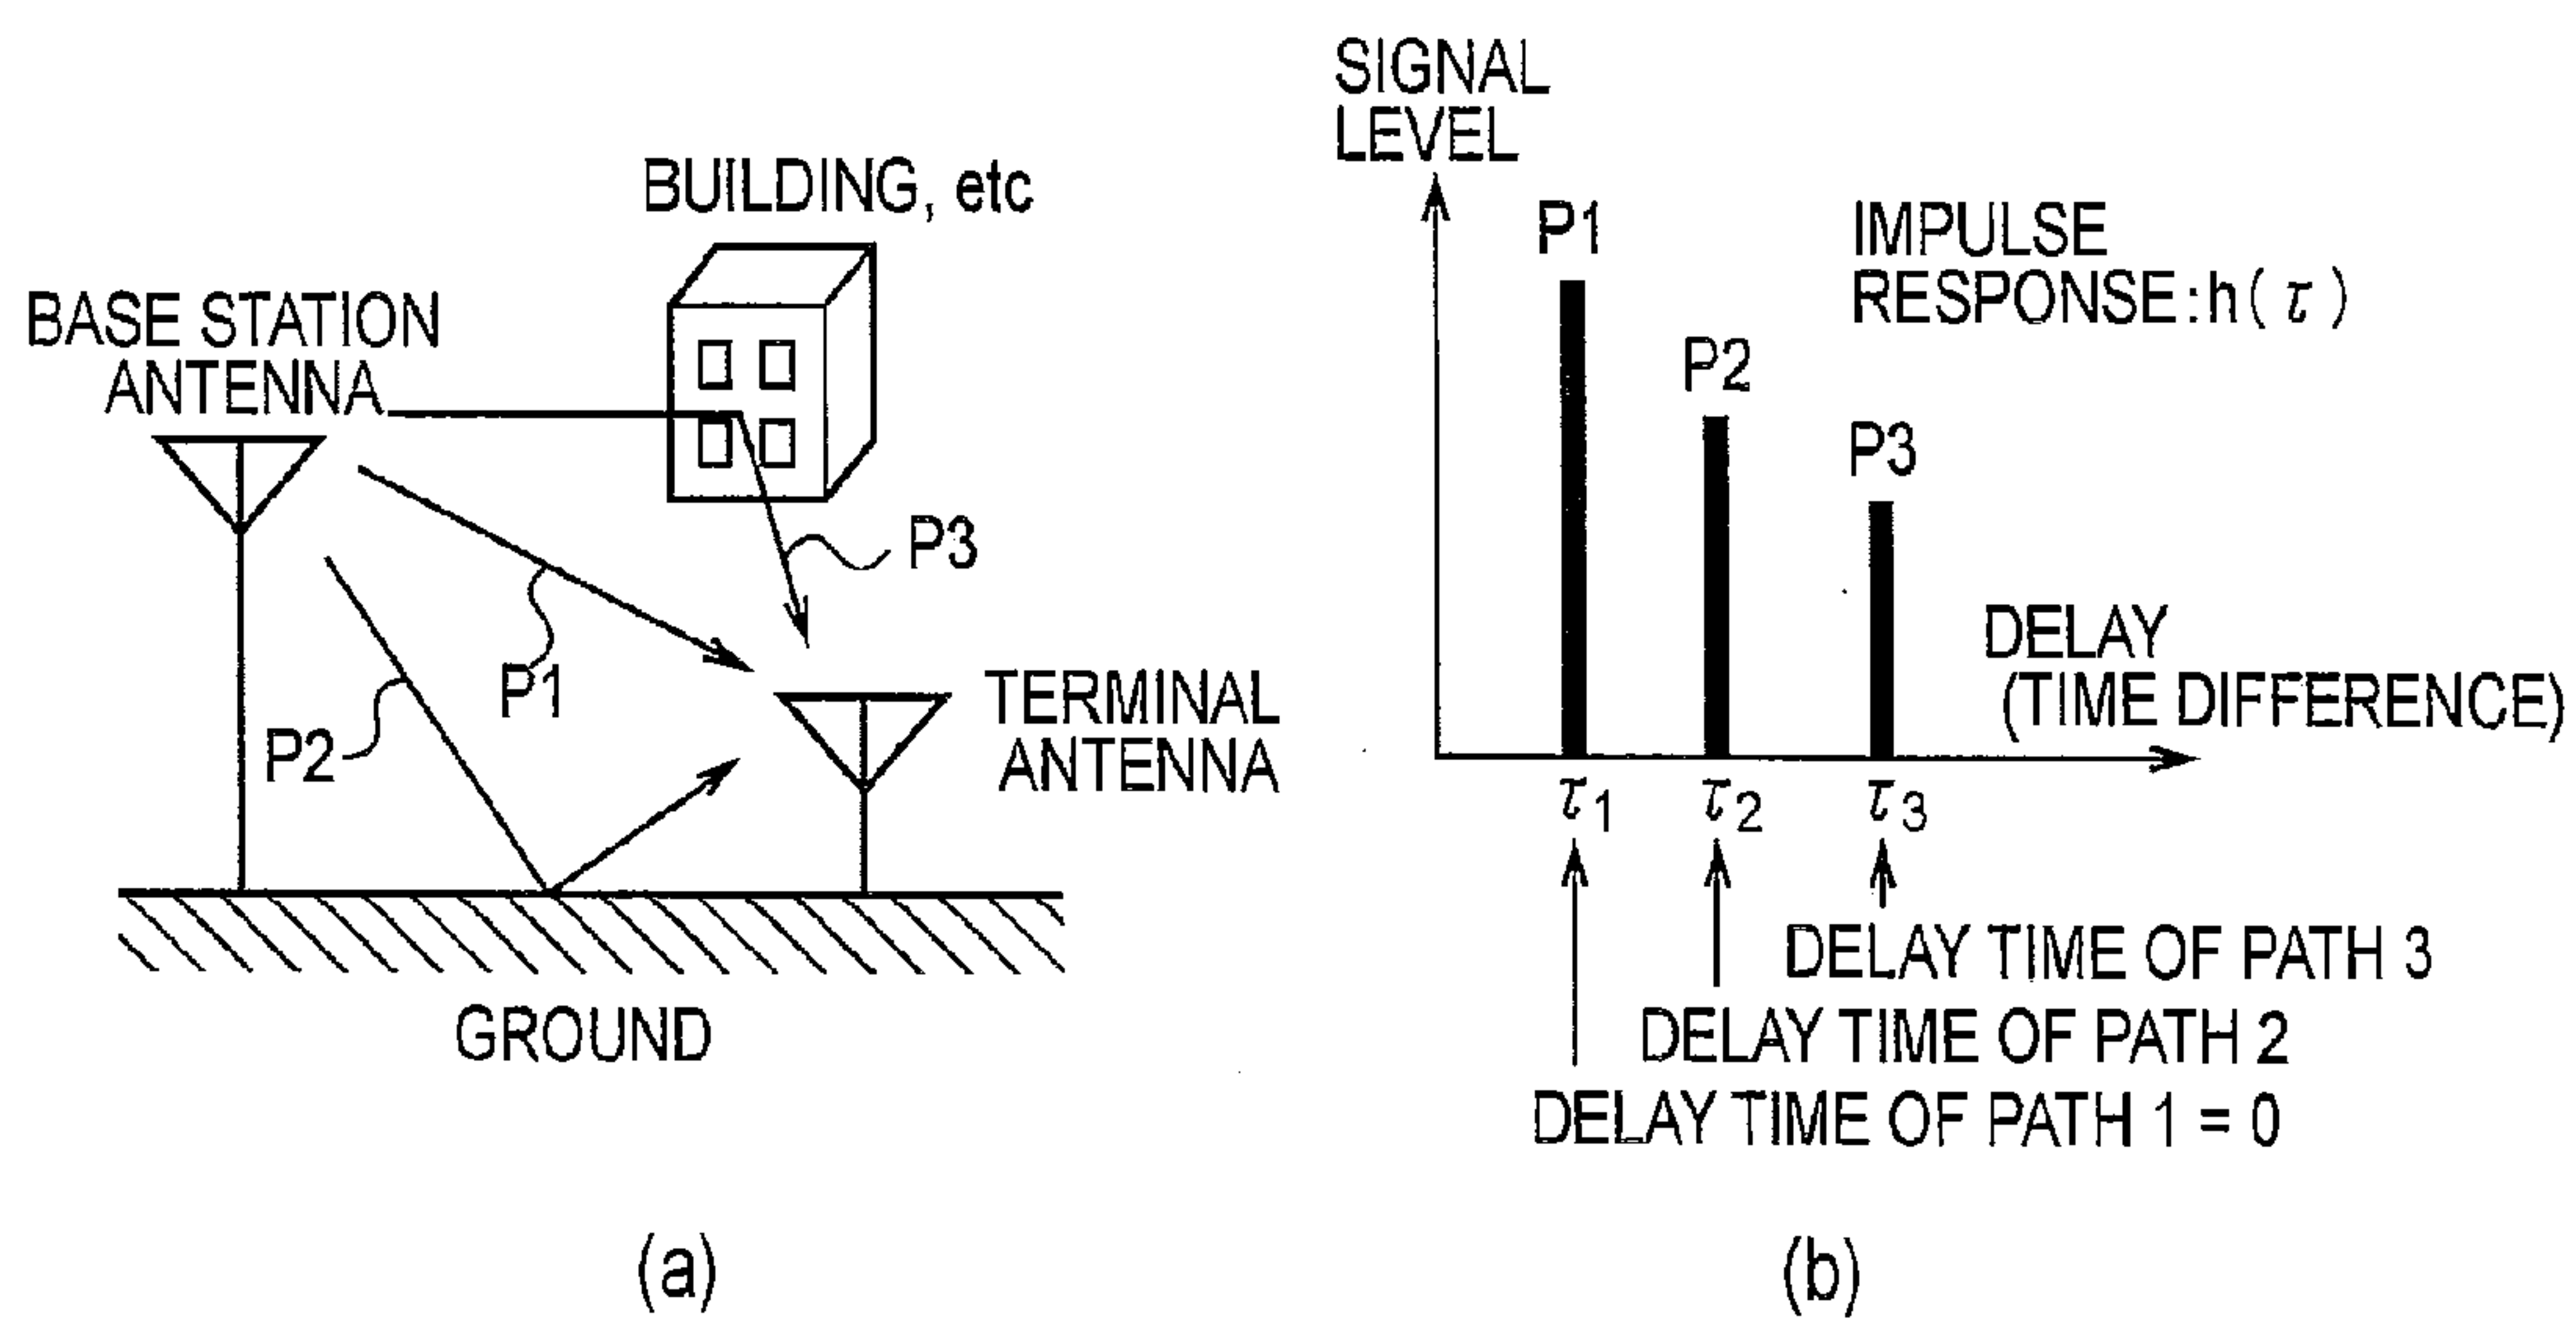 BUILDING, etc
BASE STATION
ANTENNA
P3
P1
P2
TERMINAL
ANTENNA
GROUND
(a)
SIGNAL
LEVEL
P1
IMPULSE
RESPONSE:h(τ)
P2
P3
DELAY
(TIME DIFFERENCE)
τ1 τ2 τ3
DELAY TIME OF PATH 3
DELAY TIME OF PATH 2
DELAY TIME OF PATH 1 = 0
(b)